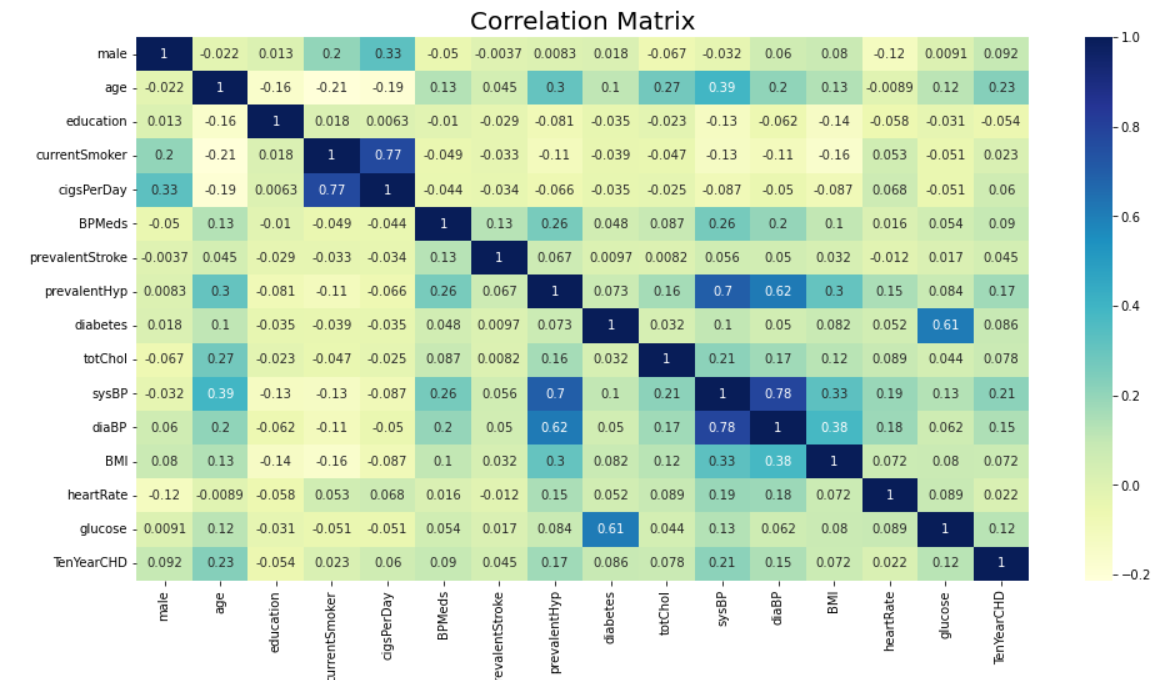 Correlation Matrix
male 1 -0.022 0.013 0.2 0.33 -0.05 -0.0037 0.0083 0.018 -0.067 -0.032 0.06 0.08 -0.12 0.0091 0.092
age -0.022 1 -0.16 -0.21 -0.19 0.13 0.045 0.3 0.1 0.27 0.39 0.2 0.13 -0.0089 0.12 0.23
education 0.013 -0.16 1 0.018 0.0063 -0.01 -0.029 -0.081 -0.035 -0.023 -0.13 -0.062 -0.14 -0.058 -0.031 -0.054
currentSmoker 0.2 -0.21 0.018 1 0.77 -0.049 -0.033 -0.11 -0.039 -0.047 -0.13 -0.11 -0.16 0.053 -0.051 0.023
cigsPerDay 0.33 -0.19 0.0063 0.77 1 -0.044 -0.034 -0.066 -0.035 -0.025 -0.087 -0.05 -0.087 0.068 -0.051 0.06
BPMeds -0.05 0.13 -0.01 -0.049 -0.044 1 0.13 0.26 0.048 0.087 0.26 0.2 0.1 0.016 0.054 0.09
prevalentStroke -0.0037 0.045 -0.029 -0.033 -0.034 0.13 1 0.067 0.0097 0.0082 0.056 0.05 0.032 -0.012 0.017 0.045
prevalentHyp 0.0083 0.3 -0.081 -0.11 -0.066 0.26 0.067 1 0.073 0.16 0.7 0.62 0.3 0.15 0.084 0.17
diabetes 0.018 0.1 -0.035 -0.039 -0.035 0.048 0.0097 0.073 1 0.032 0.1 0.05 0.082 0.052 0.61 0.086
totChol -0.067 0.27 -0.023 -0.047 -0.025 0.087 0.0082 0.16 0.032 1 0.21 0.17 0.12 0.089 0.044 0.078
sysBP -0.032 0.39 -0.13 -0.13 -0.087 0.26 0.056 0.7 0.1 0.21 1 0.78 0.33 0.19 0.13 0.21
diaBP 0.06 0.2 -0.062 -0.11 -0.05 0.2 0.05 0.62 0.05 0.17 0.78 1 0.38 0.18 0.062 0.15
BMI 0.08 0.13 -0.14 -0.16 -0.087 0.1 0.032 0.3 0.082 0.12 0.33 0.38 1 0.072 0.08 0.072
heartRate -0.12 -0.0089 -0.058 0.053 0.068 0.016 -0.012 0.15 0.052 0.089 0.19 0.18 0.072 1 0.089 0.022
glucose 0.0091 0.12 -0.031 -0.051 -0.051 0.054 0.017 0.084 0.61 0.044 0.13 0.062 0.08 0.089 1 0.12
TenYearCHD 0.092 0.23 -0.054 0.023 0.06 0.09 0.045 0.17 0.086 0.078 0.21 0.15 0.072 0.022 0.12 1
male
age
education
urrentSmoker
cigsPerDay
BPMeds
revalentStroke
prevalentHyp
diabetes
totChol
sysBP
diaBP
BMI
heartRate
glucose
TenYearCHD
1.0
0.8
0.6
0.4
0.2
0.0
−0.2